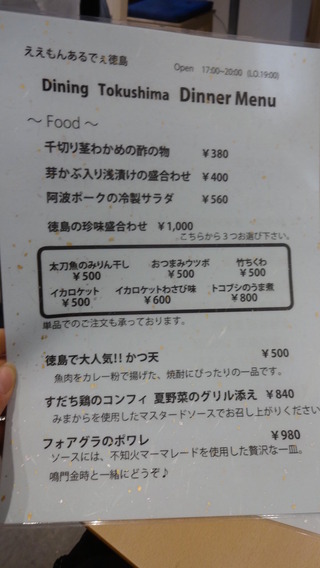 ええもんあるでぇ徳島
Open 17:00~20:00 (LO.19:00)
Dining Tokushima Dinner Menu
～ Food ～
千切り茎わかめの酢の物 ¥380
芽かぶ入り浅漬けの盛合わせ ¥400
阿波ポークの冷製サラダ ¥560
徳島の珍味盛合わせ ¥1,000
こちらから３つお選び下さい。
太刀魚のみりん干し おつまみウツボ 竹ちくわ
¥500 ¥500 ¥500
イカロケット イカロケットわさび味 トコブシのうま煮
¥500 ¥600 ¥800
単品でのご注文も承っております。
徳島で大人気!! かつ天 ¥500
魚肉をカレー粉で揚げた、焼酎にぴったりの一品です。
すだち鶏のコンフィ 夏野菜のグリル添え ¥840
みまからを使用したマスタードソースでお召し上がりください
フォアグラのポワレ ¥980
ソースには、不知火マーマレードを使用した贅沢な一皿。
鳴門金時と一緒にどうぞ♪